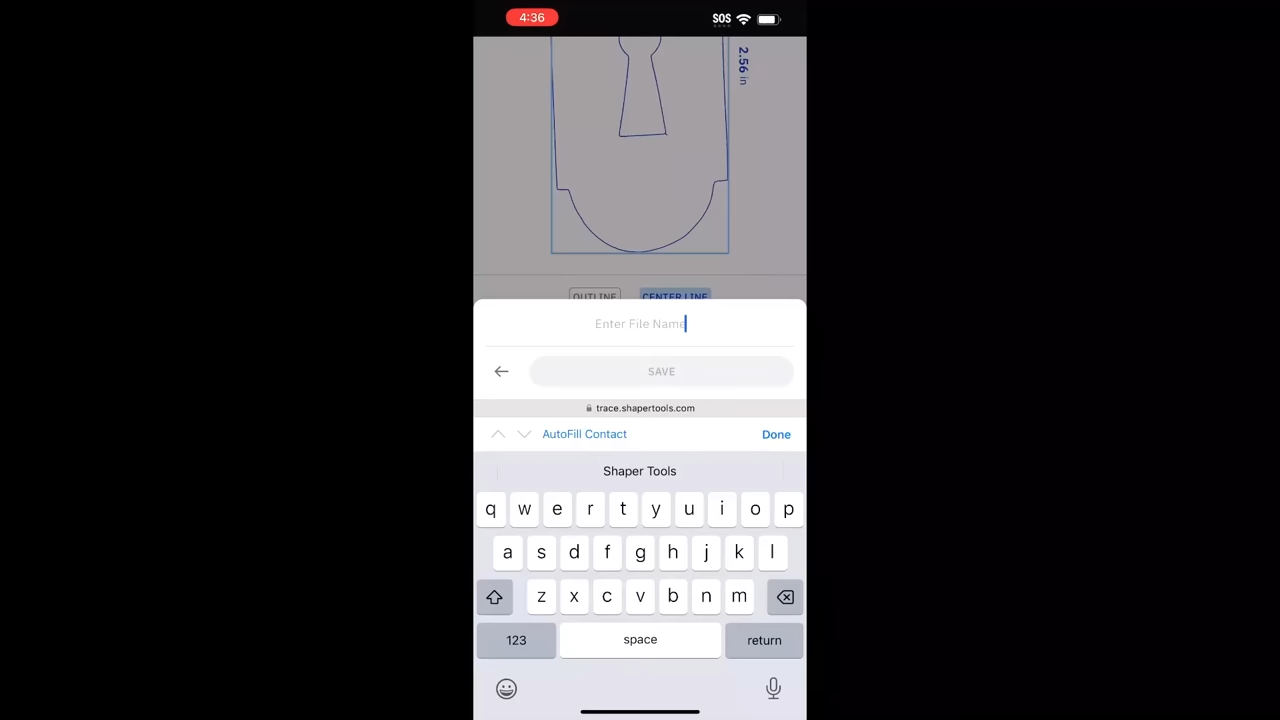 4:36
SOS
2.56 in
OUTLINE
CENTER LINE
Enter File Name
SAVE
trace.shapertools.com
AutoFill Contact
Done
Shaper Tools
q w e r t y u i o p
a s d f g h j k l
z x c v b n m
123
space
return